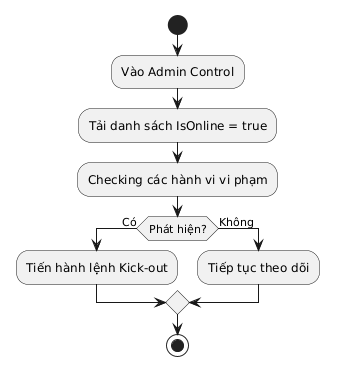 Vào Admin Control
Tải danh sách IsOnline = true
Checking các hành vi vi phạm
Có
Phát hiện?
Không
Tiến hành lệnh Kick-out
Tiếp tục theo dõi